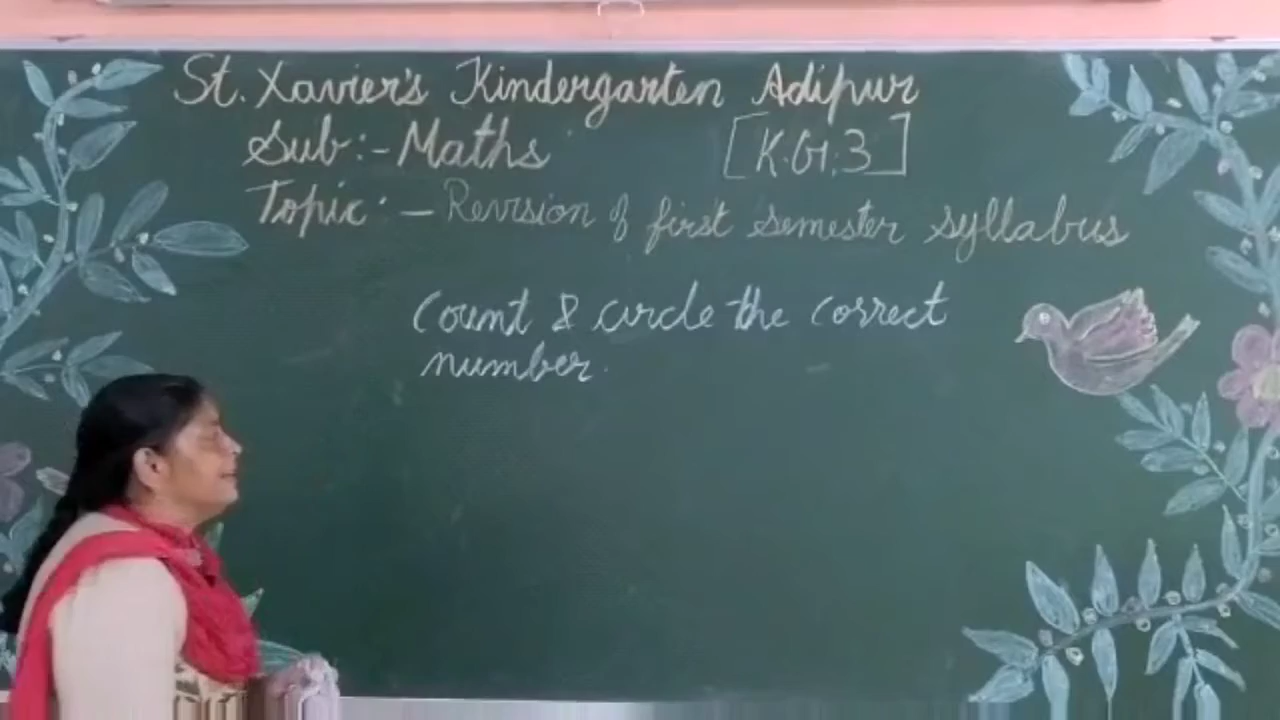 St. Xavier's Kindergarten Adipur
Sub:- Maths [K.G.3]
Topic:- Revision of first semester syllabus
Count & circle the correct
number.